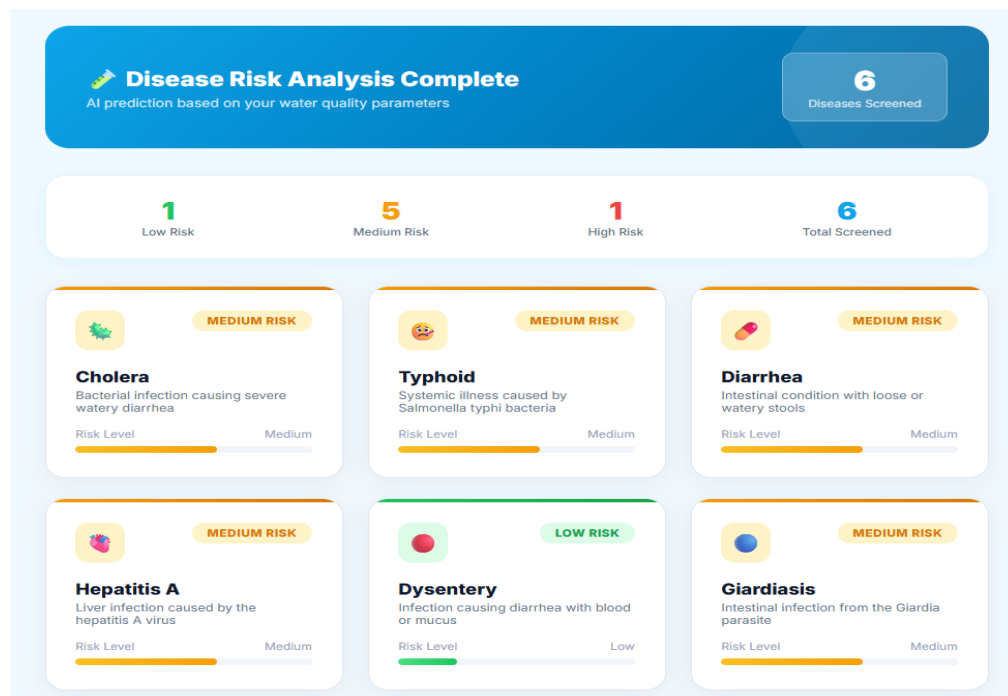 Disease Risk Analysis Complete
AI prediction based on your water quality parameters
6
Diseases Screened
1
Low Risk
5
Medium Risk
1
High Risk
6
Total Screened
MEDIUM RISK
Cholera
Bacterial infection causing severe
watery diarrhea
Risk Level Medium
MEDIUM RISK
Typhoid
Systemic illness caused by
Salmonella typhi bacteria
Risk Level Medium
MEDIUM RISK
Diarrhea
Intestinal condition with loose or
watery stools
Risk Level Medium
MEDIUM RISK
Hepatitis A
Liver infection caused by the
hepatitis A virus
Risk Level Medium
LOW RISK
Dysentery
Infection causing diarrhea with blood
or mucus
Risk Level Low
MEDIUM RISK
Giardiasis
Intestinal infection from the Giardia
parasite
Risk Level Medium